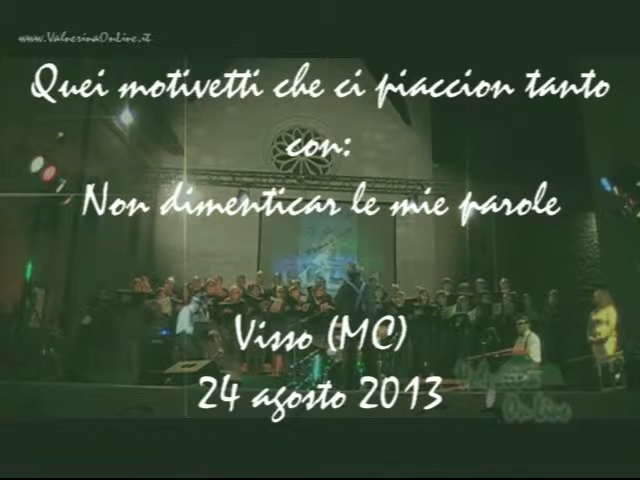 www.ValnerinaOnLine.it
Quei motivetti che ci piaccion tanto
con:
Non dimenticar le mie parole
Visso (MC)
24 agosto 2013
OnLine